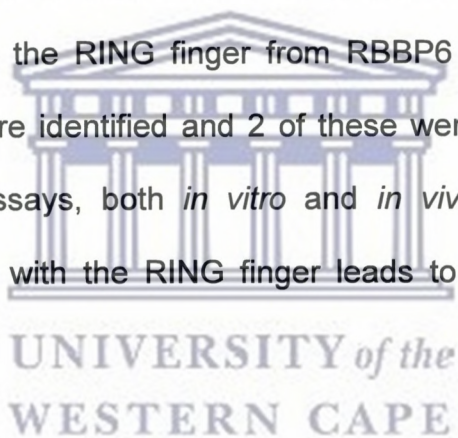 the RING finger from RBBP6
re identified and 2 of these wer
ssays, both in vitro and in viv
with the RING finger leads to
UNIVERSITY of the
WESTERN CAPE